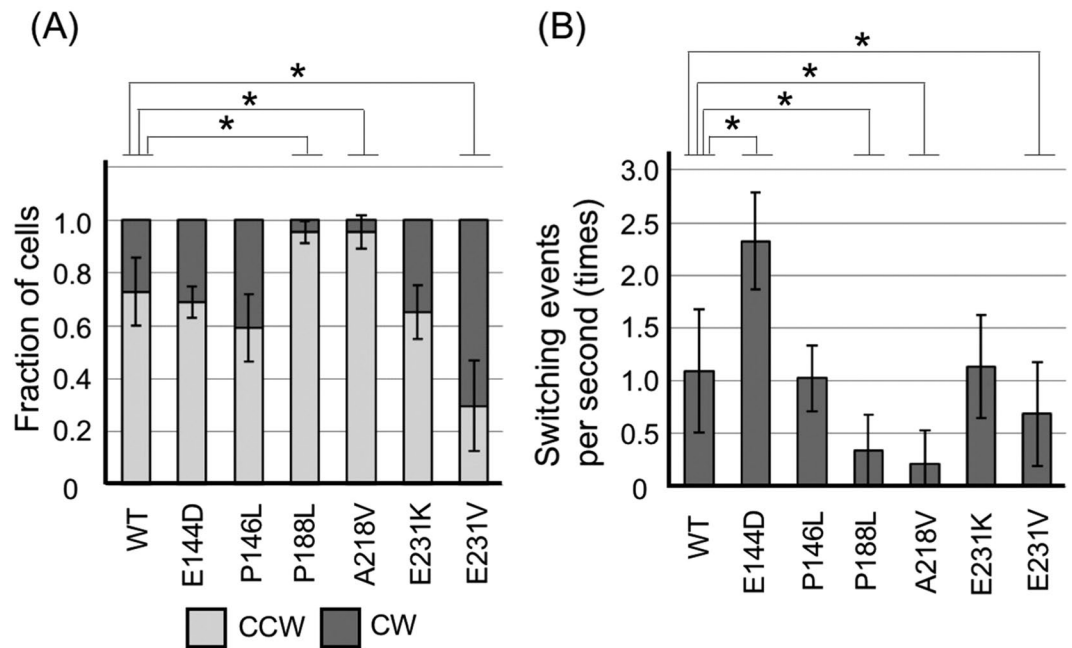 (A)
*
*
*
Fraction of cells
1.0
0.8
0.6
0.4
0.2
0
WT
E144D
P146L
P188L
A218V
E231K
E231V
CCW
CW
(B)
*
*
*
*
Switching events
per second (times)
3.0
2.5
2.0
1.5
1.0
0.5
0
WT
E144D
P146L
P188L
A218V
E231K
E231V